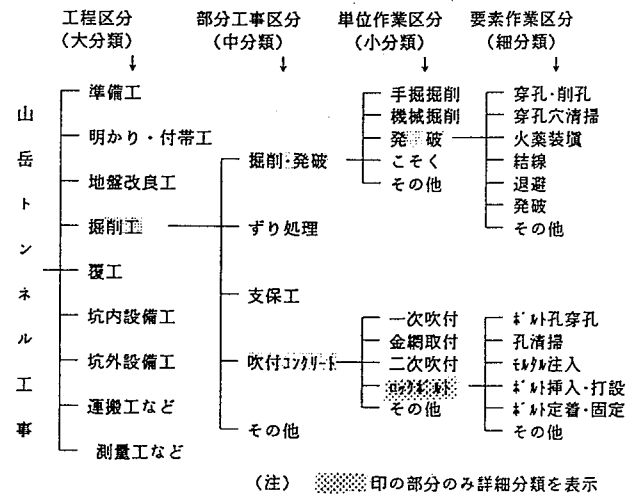 工程区分 部分工事区分 単位作業区分 要素作業区分
(大分類) (中分類) (小分類) (細分類)
山岳トンネル工事
準備工
明かり・付帯工
地盤改良工
掘削工
覆工
坑内設備工
坑外設備工
運搬工など
測量工など
掘削・発破
ずり処理
支保工
吹付コンクリート
その他
手掘掘削
機械掘削
発破
こそく
その他
穿孔・削孔
穿孔穴清掃
火薬装塡
結線
退避
発破
その他
一次吹付
金網取付
二次吹付
ロックボルト
その他
ボルト孔穿孔
孔清掃
モルタル注入
ボルト挿入・打設
ボルト定着・固定
その他
(注) 印の部分のみ詳細分類を表示